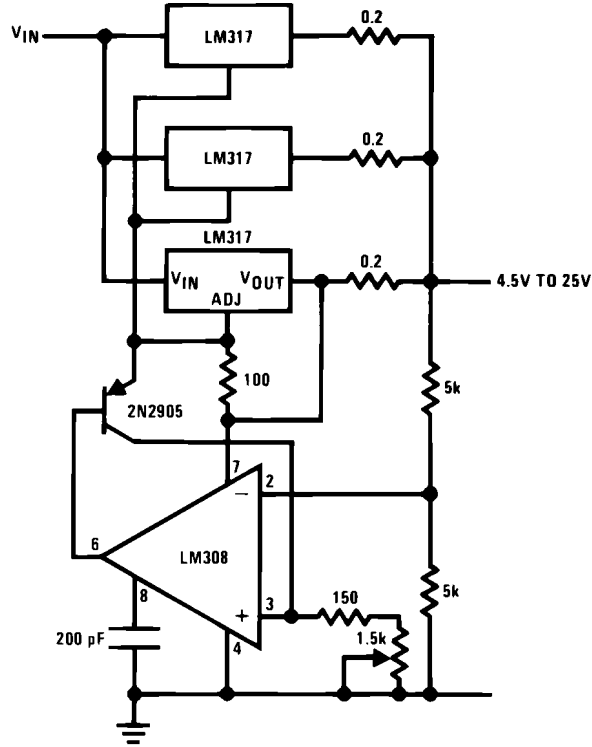 0.2
VIN
LM317
0.2
LM317
LM317
0.2
VIN
VOUT
4.5V TO 25V
ADJ
100
5k
2N2905
7
2
−
6
LM308
8
3
150
5k
+
4
1.5k
200 pF